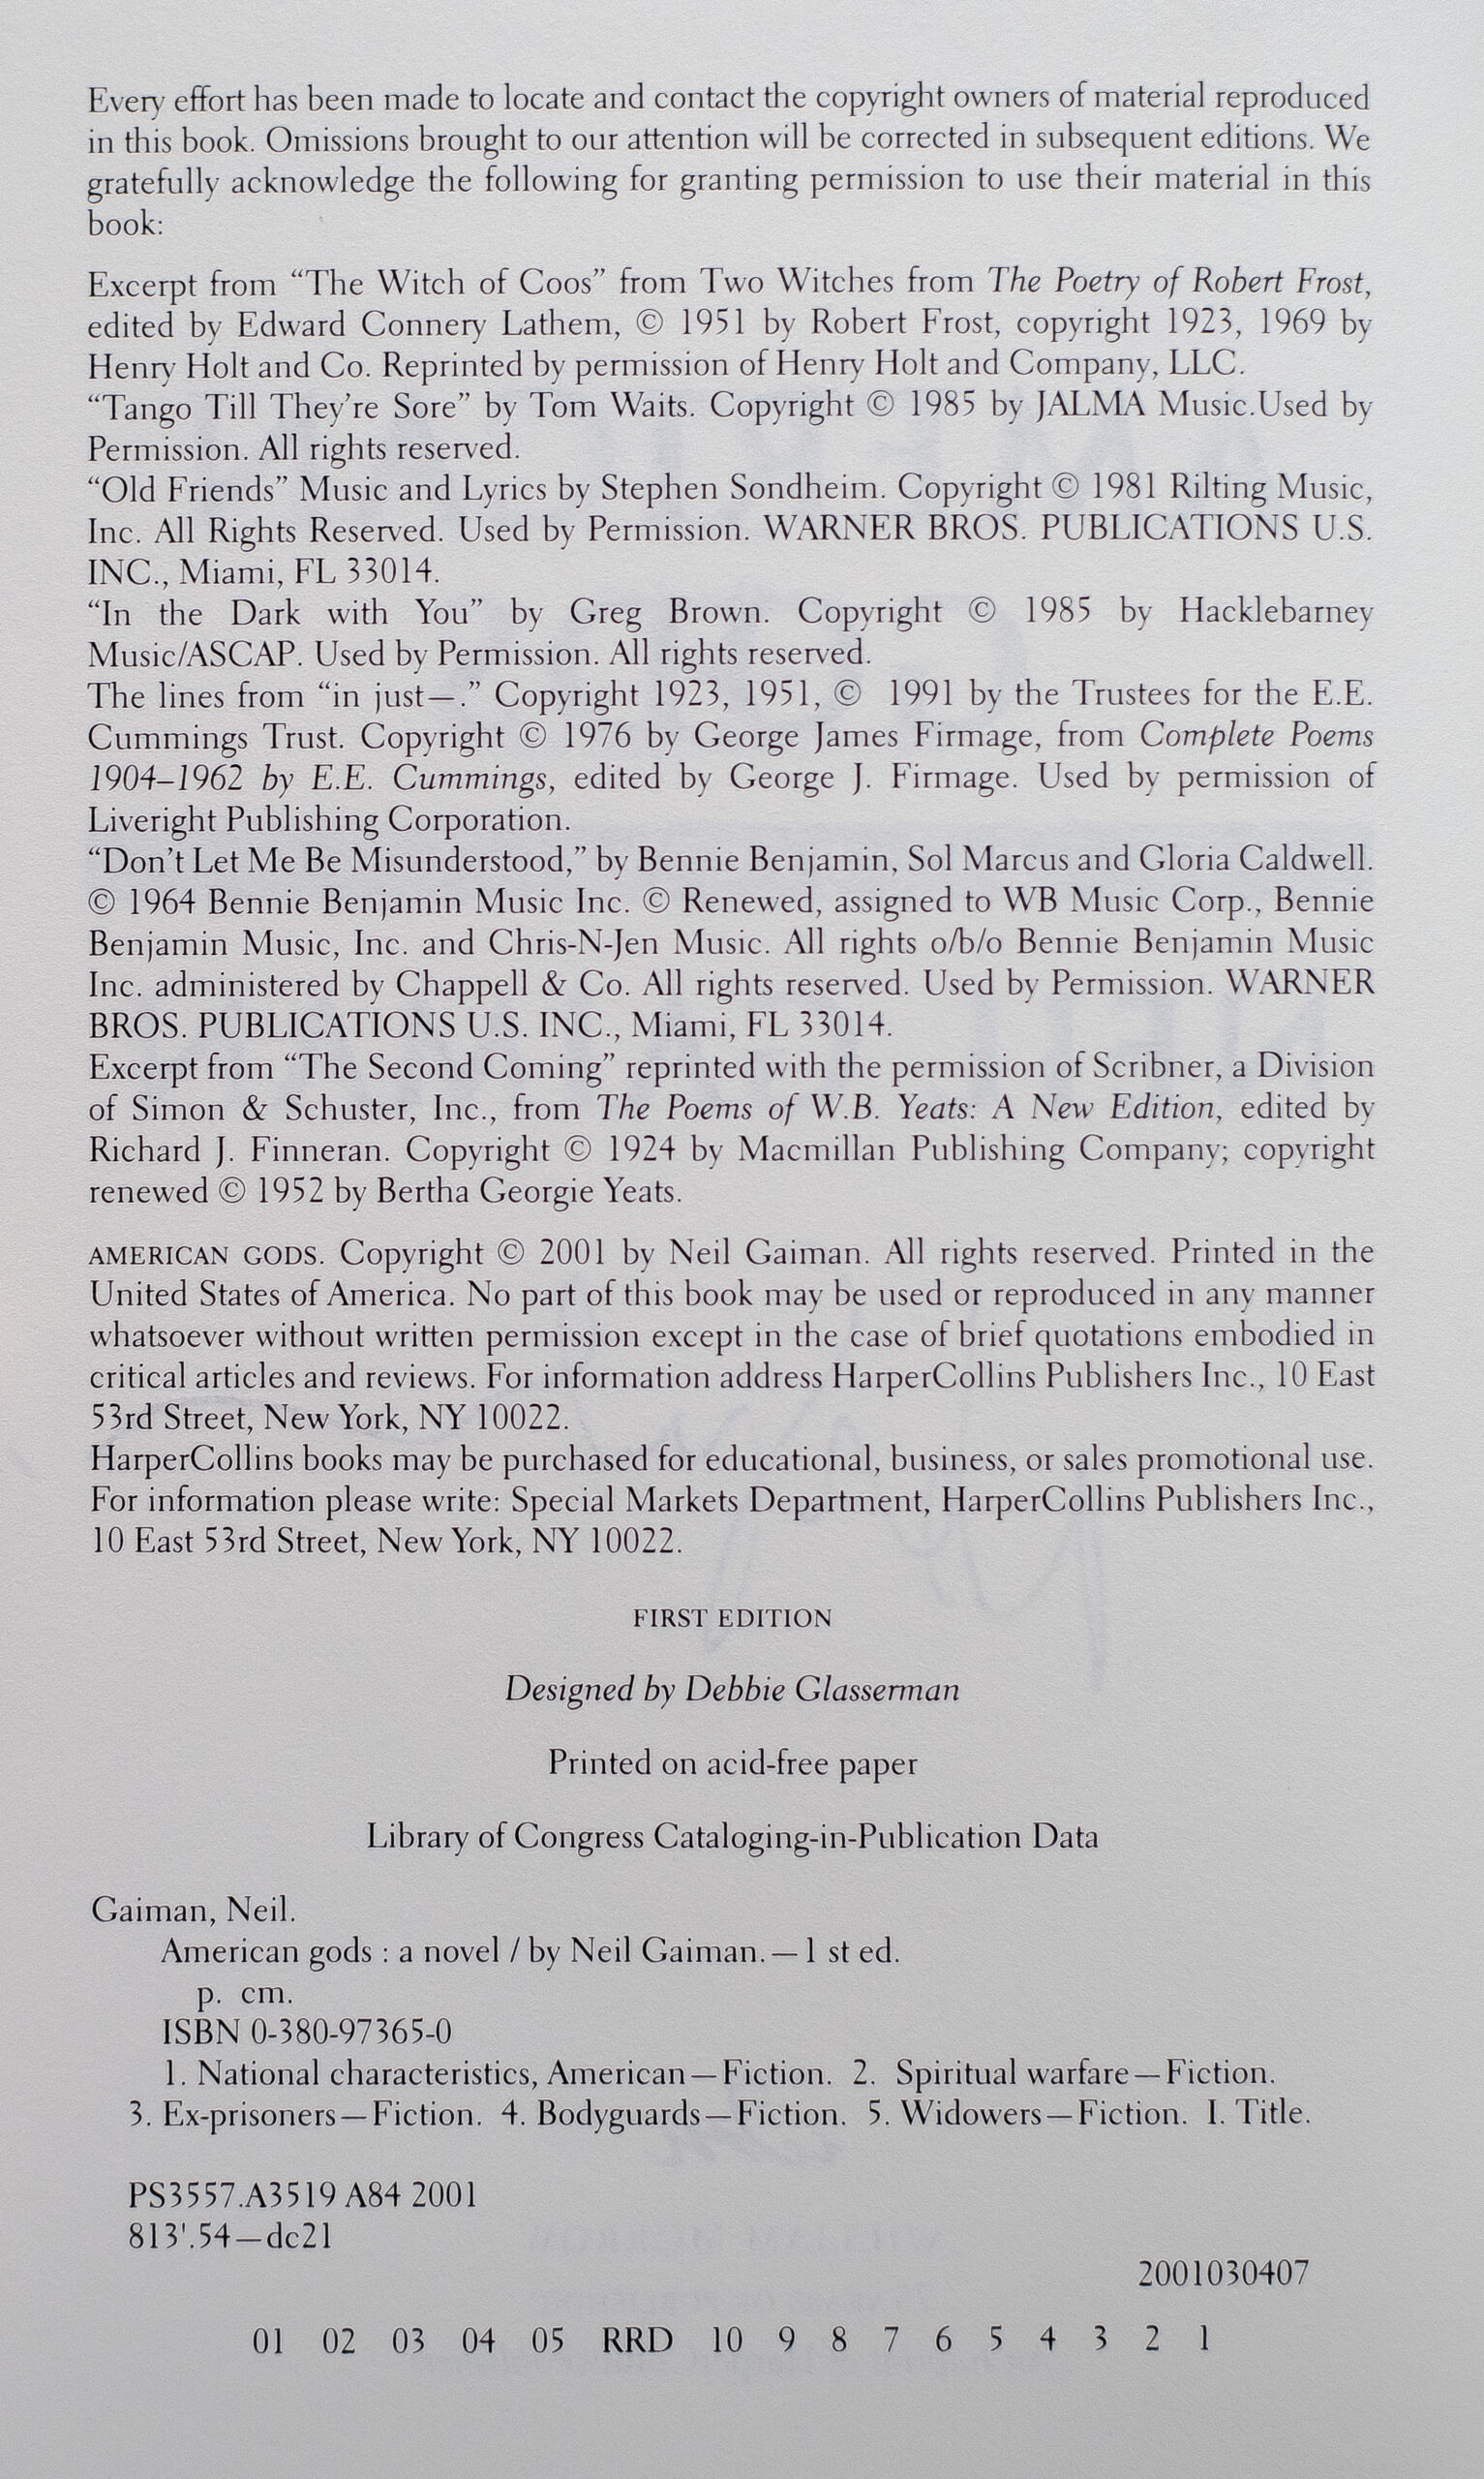 Every effort has been made to locate and contact the copyright owners of material reproduced
in this book. Omissions brought to our attention will be corrected in subsequent editions. We
gratefully acknowledge the following for granting permission to use their material in this
book:
Excerpt from “The Witch of Coos” from Two Witches from The Poetry of Robert Frost,
edited by Edward Connery Lathem, © 1951 by Robert Frost, copyright 1923, 1969 by
Henry Holt and Co. Reprinted by permission of Henry Holt and Company, LLC.
“Tango Till They’re Sore” by Tom Waits. Copyright © 1985 by JALMA Music.Used by
Permission. All rights reserved.
“Old Friends” Music and Lyrics by Stephen Sondheim. Copyright © 1981 Rilting Music,
Inc. All Rights Reserved. Used by Permission. WARNER BROS. PUBLICATIONS U.S.
INC., Miami, FL 33014.
“In the Dark with You” by Greg Brown. Copyright © 1985 by Hacklebarney
Music/ASCAP. Used by Permission. All rights reserved.
The lines from “in just—.” Copyright 1923, 1951, © 1991 by the Trustees for the E.E.
Cummings Trust. Copyright © 1976 by George James Firmage, from Complete Poems
1904–1962 by E.E. Cummings, edited by George J. Firmage. Used by permission of
Liveright Publishing Corporation.
“Don’t Let Me Be Misunderstood,” by Bennie Benjamin, Sol Marcus and Gloria Caldwell.
© 1964 Bennie Benjamin Music Inc. © Renewed, assigned to WB Music Corp., Bennie
Benjamin Music, Inc. and Chris-N-Jen Music. All rights o/b/o Bennie Benjamin Music
Inc. administered by Chappell & Co. All rights reserved. Used by Permission. WARNER
BROS. PUBLICATIONS U.S. INC., Miami, FL 33014.
Excerpt from “The Second Coming” reprinted with the permission of Scribner, a Division
of Simon & Schuster, Inc., from The Poems of W.B. Yeats: A New Edition, edited by
Richard J. Finneran. Copyright © 1924 by Macmillan Publishing Company; copyright
renewed © 1952 by Bertha Georgie Yeats.
AMERICAN GODS. Copyright © 2001 by Neil Gaiman. All rights reserved. Printed in the
United States of America. No part of this book may be used or reproduced in any manner
whatsoever without written permission except in the case of brief quotations embodied in
critical articles and reviews. For information address HarperCollins Publishers Inc., 10 East
53rd Street, New York, NY 10022.
HarperCollins books may be purchased for educational, business, or sales promotional use.
For information please write: Special Markets Department, HarperCollins Publishers Inc.,
10 East 53rd Street, New York, NY 10022.
FIRST EDITION
Designed by Debbie Glasserman
Printed on acid-free paper
Library of Congress Cataloging-in-Publication Data
Gaiman, Neil.
American gods : a novel / by Neil Gaiman.—1 st ed.
p. cm.
ISBN 0-380-97365-0
1. National characteristics, American—Fiction. 2. Spiritual warfare—Fiction.
3. Ex-prisoners—Fiction. 4. Bodyguards—Fiction. 5. Widowers—Fiction. I. Title.
PS3557.A3519 A84 2001
813'.54—dc21
2001030407
01 02 03 04 05 RRD 10 9 8 7 6 5 4 3 2 1